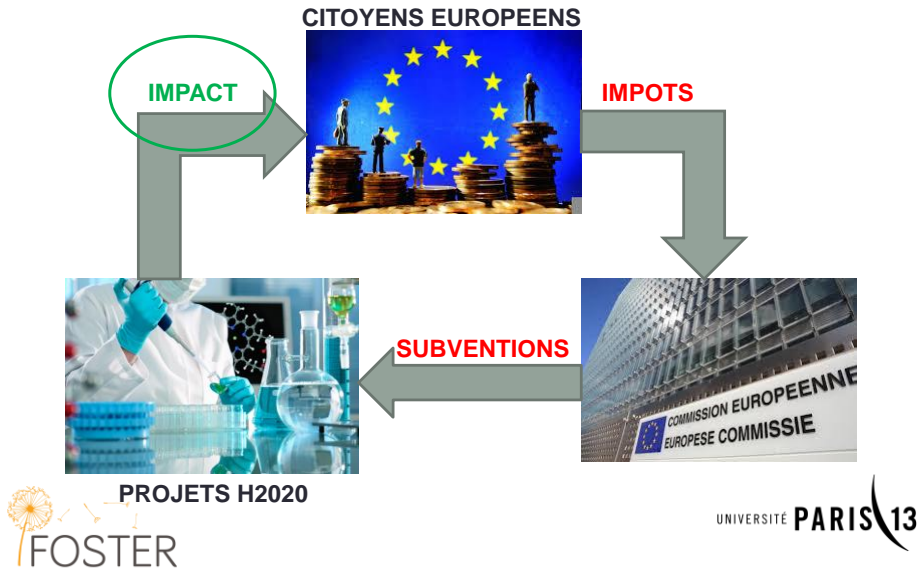 CITOYENS EUROPEENS
IMPACT
IMPOTS
SUBVENTIONS
COMMISSION EUROPEENNE
EUROPESE COMMISSIE
PROJETS H2020
FOSTER
UNIVERSITÉ PARIS 13